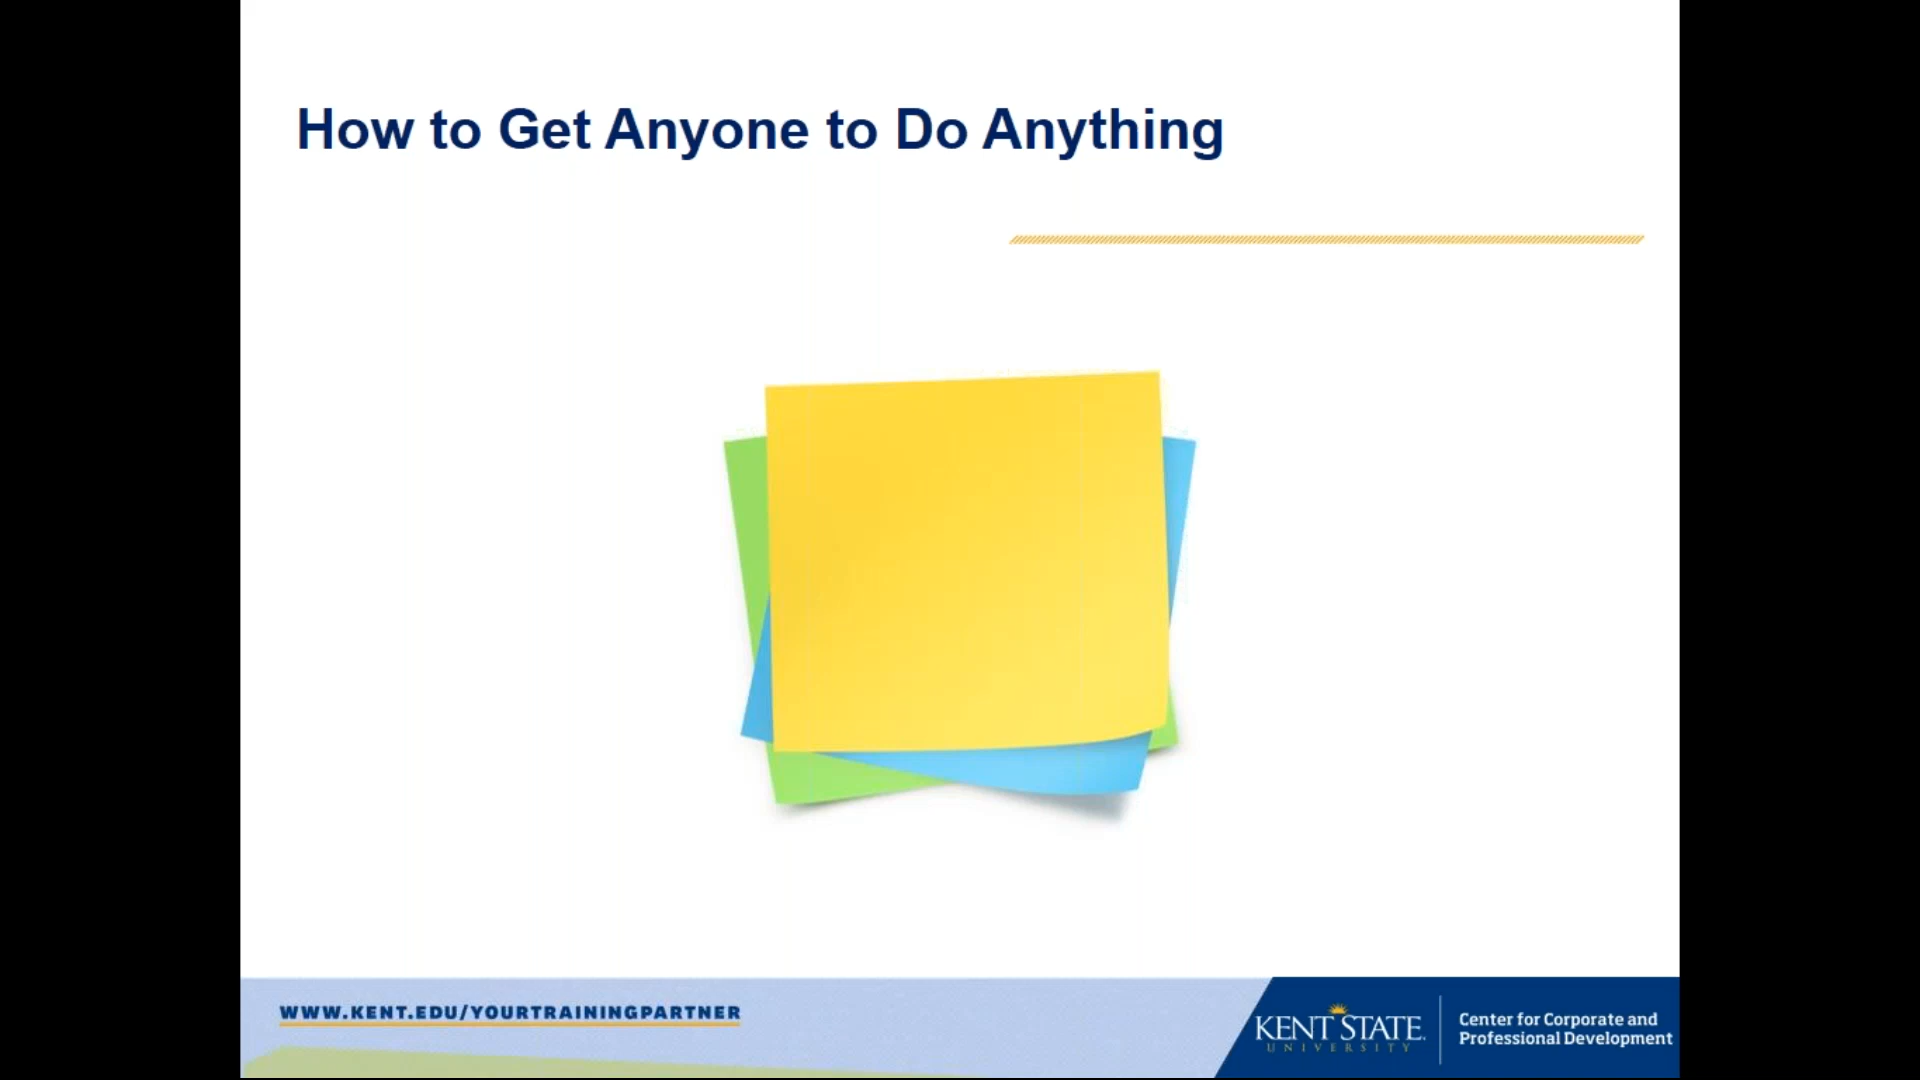 How to Get Anyone to Do Anything
WWW.KENT.EDU/YOURTRAININGPARTNER
KENT STATE
UNIVERSITY
Center for Corporate and
Professional Development